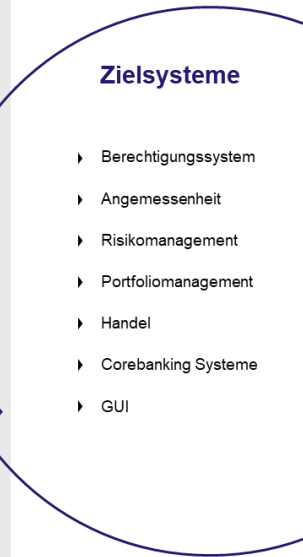 Zielsysteme
Berechtigungssystem
Angemessenheit
Risikomanagement
Portfoliomanagement
Handel
Corebanking Systeme
GUI